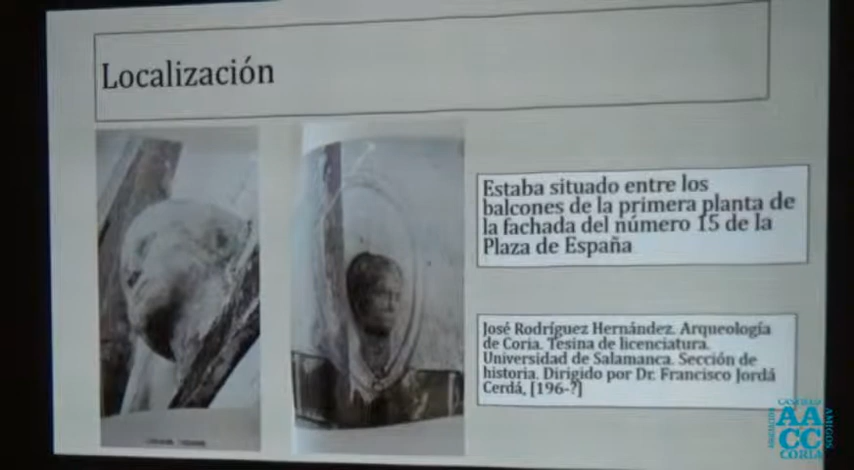 Localización
Estaba situado entre los
balcones de la primera planta de
la fachada del número 15 de la
Plaza de España
José Rodríguez Hernández. Arqueología
de Coria. Tesina de licenciatura.
Universidad de Salamanca. Sección de
historia. Dirigido por Dr. Francisco Jordá
Cerdá, [196-?]
AA
CC
CORIA
AMIGOS